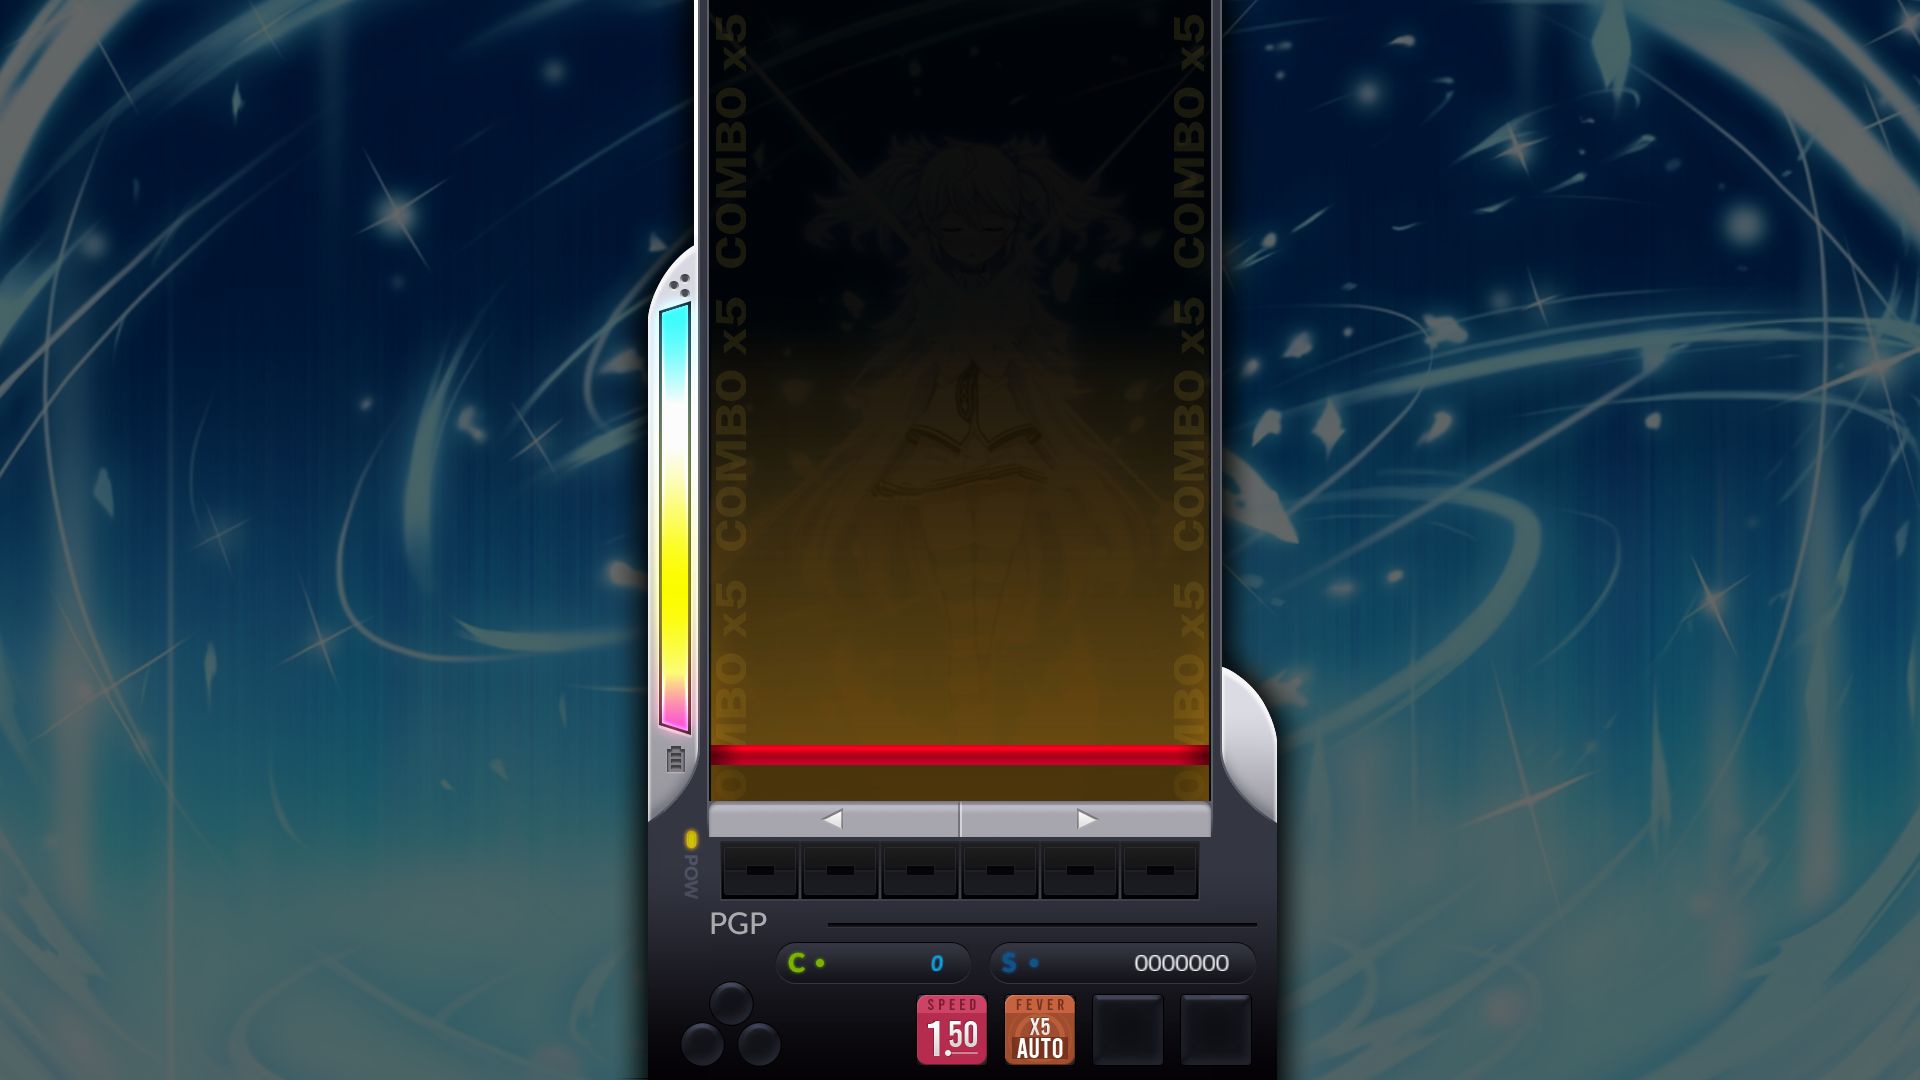 COMBO x5 COMBO x5 COMBO x5
COMBO x5 COMBO x5 COMBO x5
POW
PGP
C 0
S 0000000
SPEED
1.50
FEVER
X5
AUTO